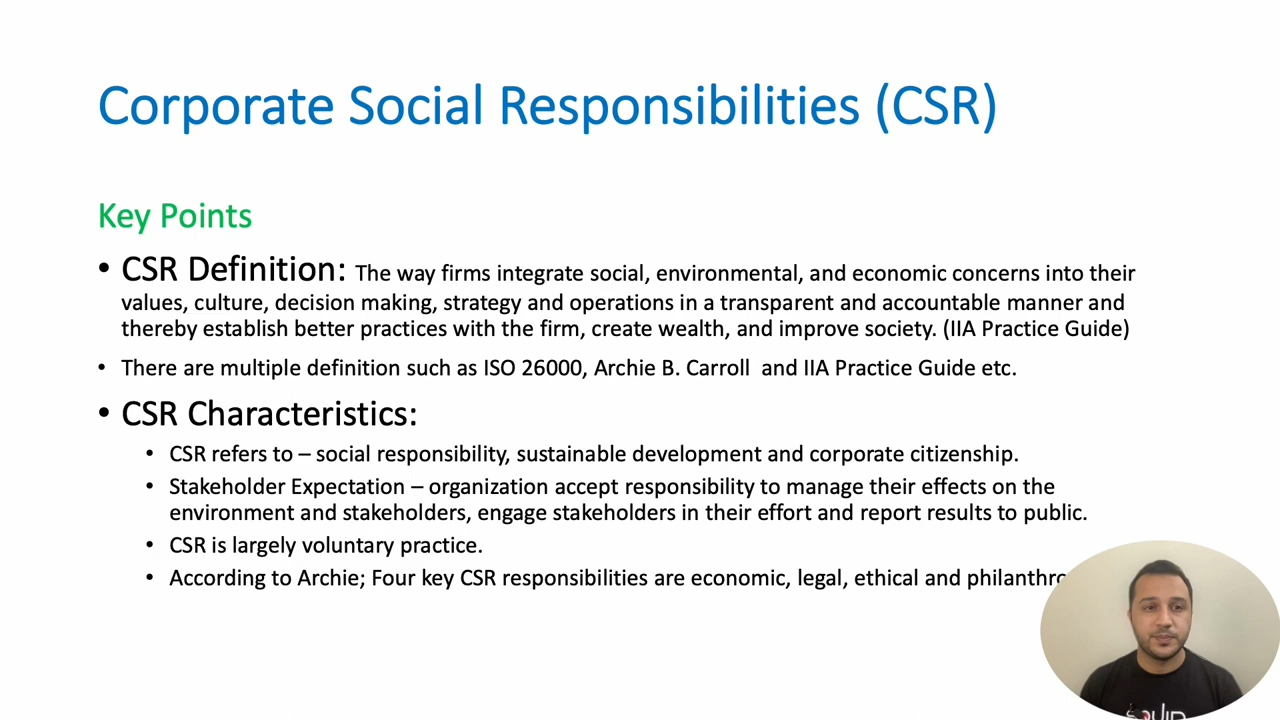 Corporate Social Responsibilities (CSR)
Key Points
• CSR Definition: The way firms integrate social, environmental, and economic concerns into their
values, culture, decision making, strategy and operations in a transparent and accountable manner and
thereby establish better practices with the firm, create wealth, and improve society. (IIA Practice Guide)
• There are multiple definition such as ISO 26000, Archie B. Carroll and IIA Practice Guide etc.
• CSR Characteristics:
• CSR refers to – social responsibility, sustainable development and corporate citizenship.
• Stakeholder Expectation – organization accept responsibility to manage their effects on the
environment and stakeholders, engage stakeholders in their effort and report results to public.
• CSR is largely voluntary practice.
• According to Archie; Four key CSR responsibilities are economic, legal, ethical and